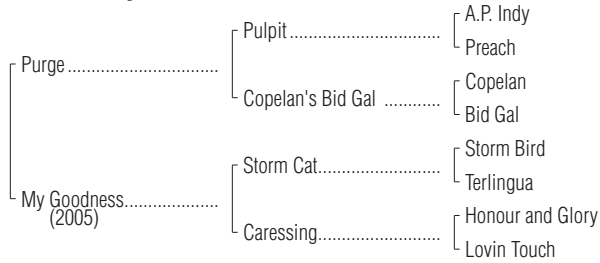 A.P. Indy
Pulpit..............................................
Preach
Purge..............................
Copelan
Copelan's Bid Gal ............
Bid Gal
Storm Bird
Storm Cat.........................
Terlingua
My Goodness...................
(2005)
Honour and Glory
Caressing.........................
Lovin Touch